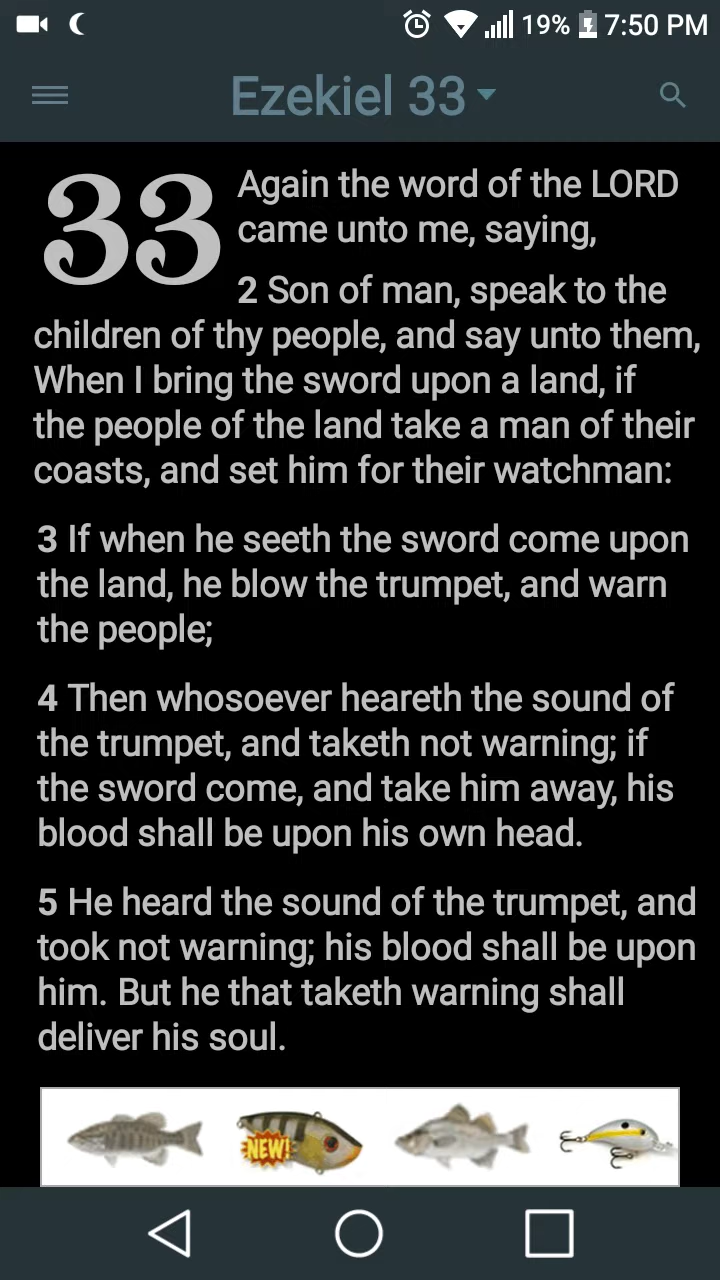 19% 7:50 PM
Ezekiel 33
33 Again the word of the LORD
came unto me, saying,
2 Son of man, speak to the
children of thy people, and say unto them,
When I bring the sword upon a land, if
the people of the land take a man of their
coasts, and set him for their watchman:
3 If when he seeth the sword come upon
the land, he blow the trumpet, and warn
the people;
4 Then whosoever heareth the sound of
the trumpet, and taketh not warning; if
the sword come, and take him away, his
blood shall be upon his own head.
5 He heard the sound of the trumpet, and
took not warning; his blood shall be upon
him. But he that taketh warning shall
deliver his soul.
NEW!